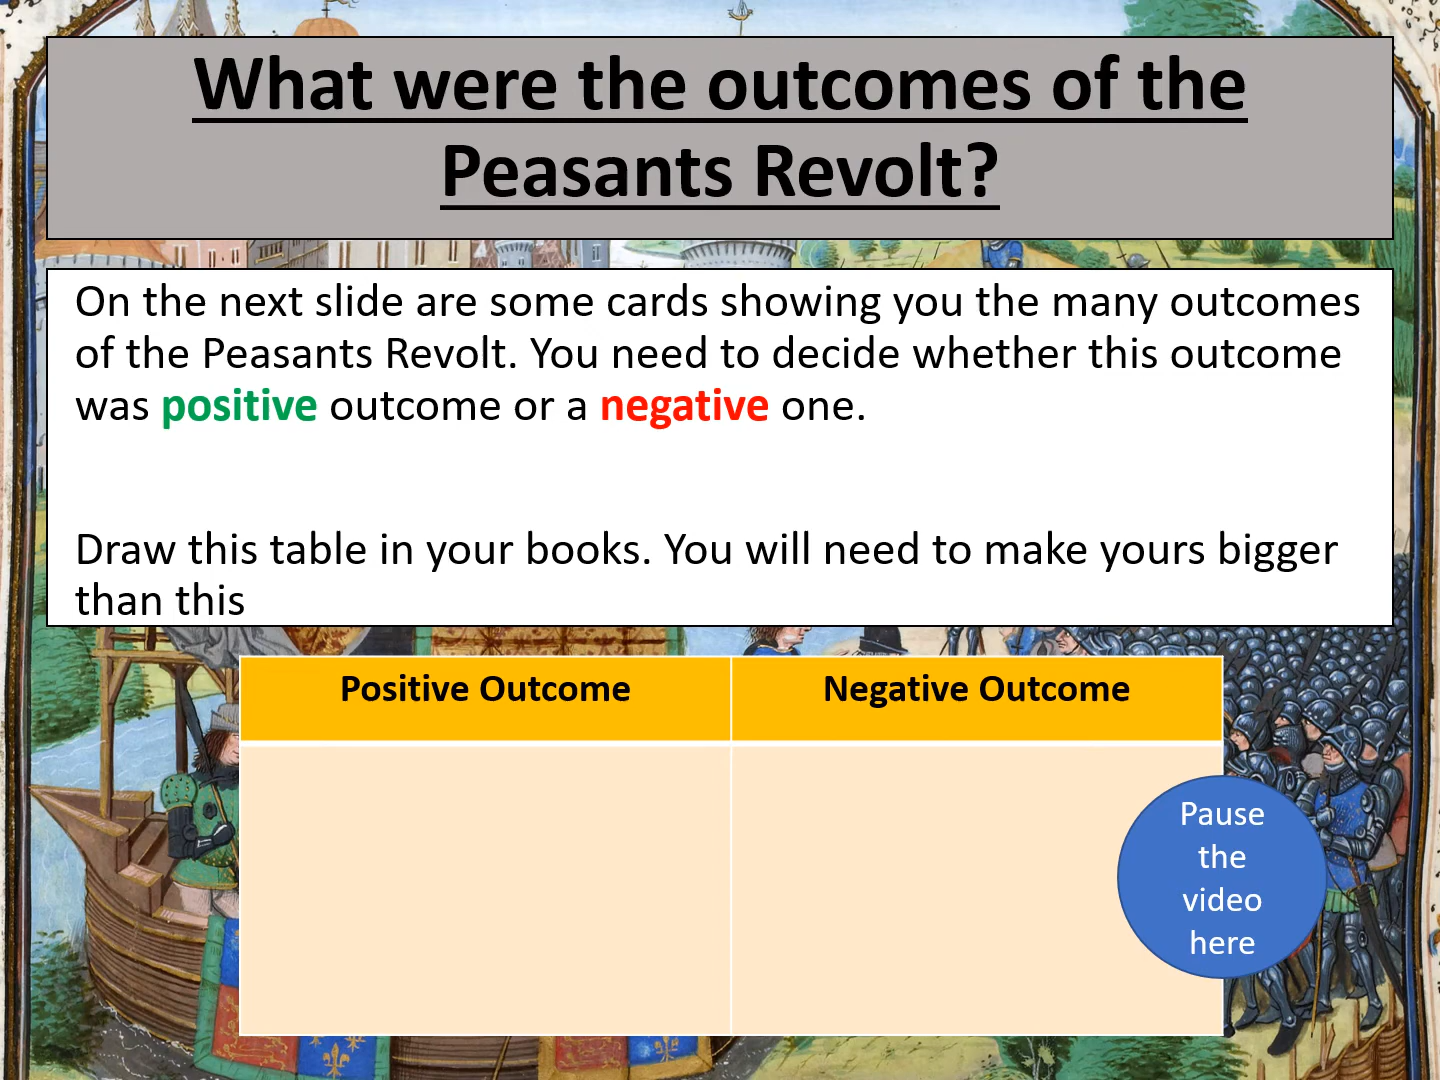 What were the outcomes of the
Peasants Revolt?
On the next slide are some cards showing you the many outcomes
of the Peasants Revolt. You need to decide whether this outcome
was positive outcome or a negative one.
Draw this table in your books. You will need to make yours bigger
than this
Positive Outcome
Negative Outcome
Pause
the
video
here